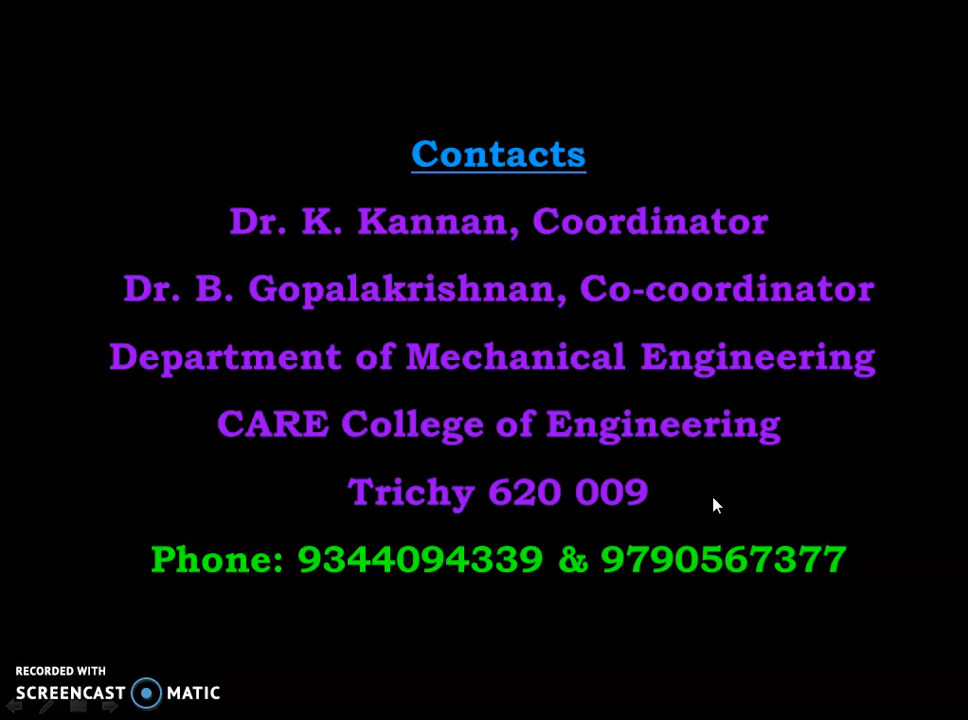 Contacts
Dr. K. Kannan, Coordinator
Dr. B. Gopalakrishnan, Co-coordinator
Department of Mechanical Engineering
CARE College of Engineering
Trichy 620 009
Phone: 9344094339 & 9790567377
RECORDED WITH
SCREENCAST MATIC